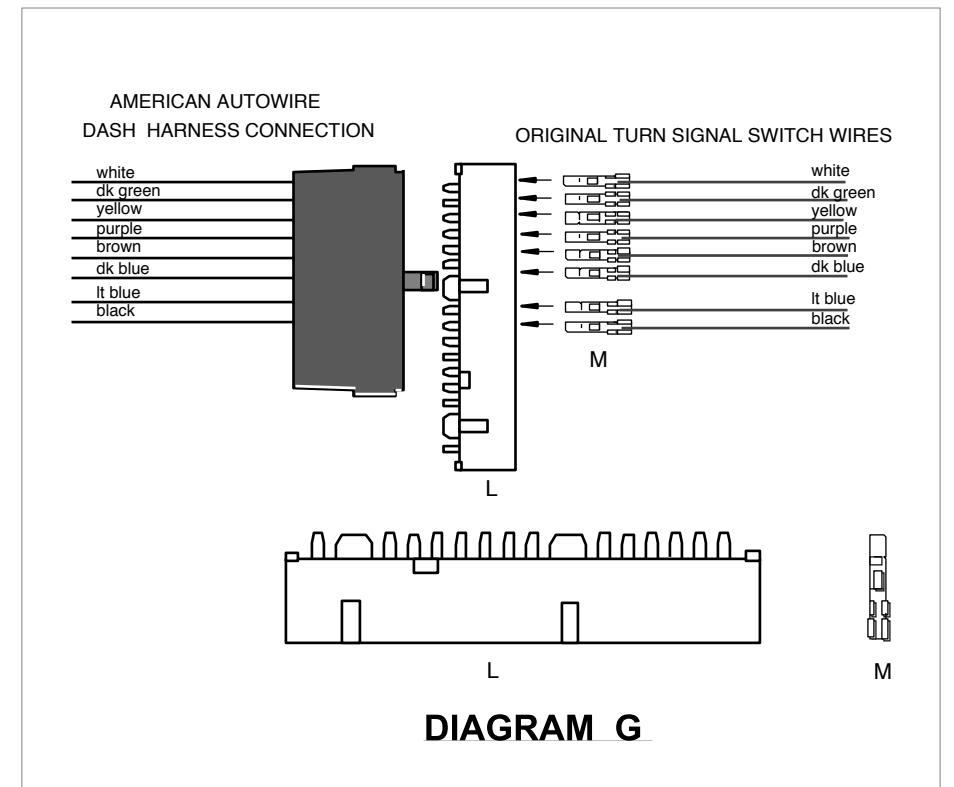 AMERICAN AUTOWIRE
DASH HARNESS CONNECTION
white
dk green
yellow
purple
brown
dk blue
lt blue
black
ORIGINAL TURN SIGNAL SWITCH WIRES
white
dk green
yellow
purple
brown
dk blue
lt blue
black
M
L
L
M
DIAGRAM G